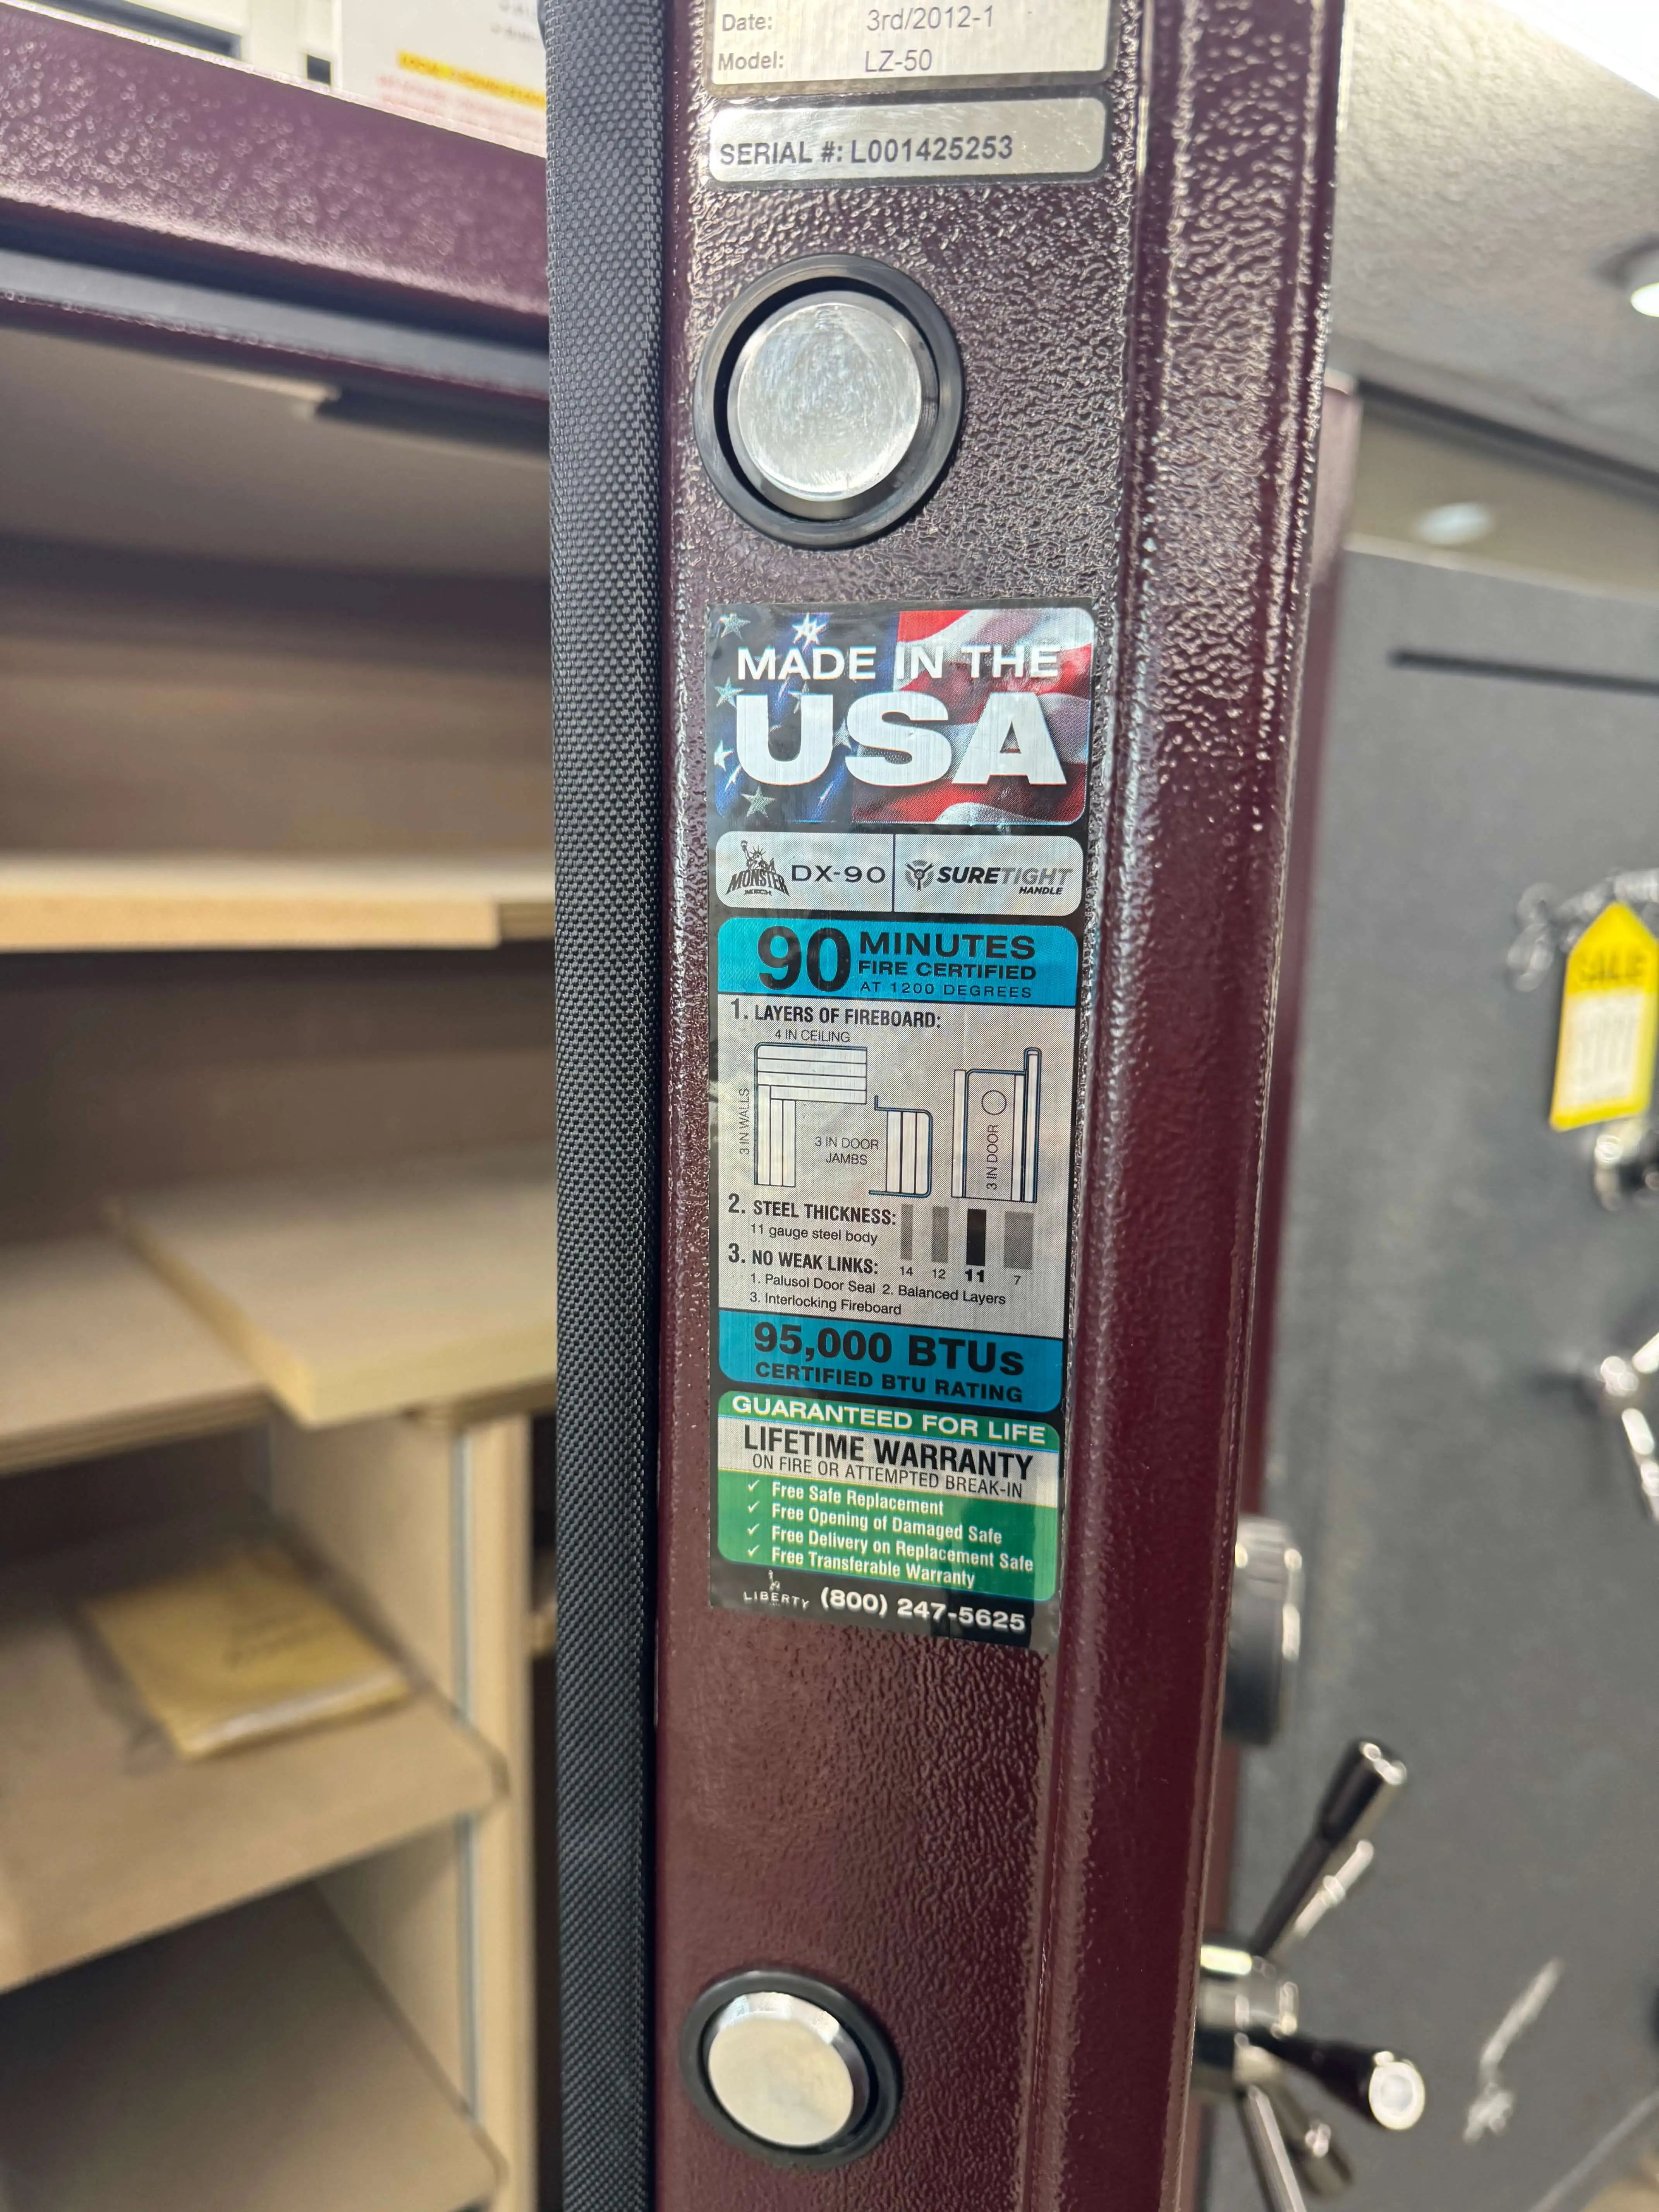 Date: 3rd/2012-1
Model: LZ-50
SERIAL #: L001425253
MADE IN THE
USA
MONSTER
MECH
DX-90
SURETIGHT
HANDLE
90 MINUTES
FIRE CERTIFIED
AT 1200 DEGREES
1. LAYERS OF FIREBOARD:
4 IN CEILING
3 IN WALLS
3 IN DOOR
JAMBS
3 IN DOOR
2. STEEL THICKNESS:
11 gauge steel body
14 12 11 7
3. NO WEAK LINKS:
1. Palusol Door Seal 2. Balanced Layers
3. Interlocking Fireboard
95,000 BTUs
CERTIFIED BTU RATING
GUARANTEED FOR LIFE
LIFETIME WARRANTY
ON FIRE OR ATTEMPTED BREAK-IN
✓ Free Safe Replacement
✓ Free Opening of Damaged Safe
✓ Free Delivery on Replacement Safe
✓ Free Transferable Warranty
LIBERTY (800) 247-5625
SALE